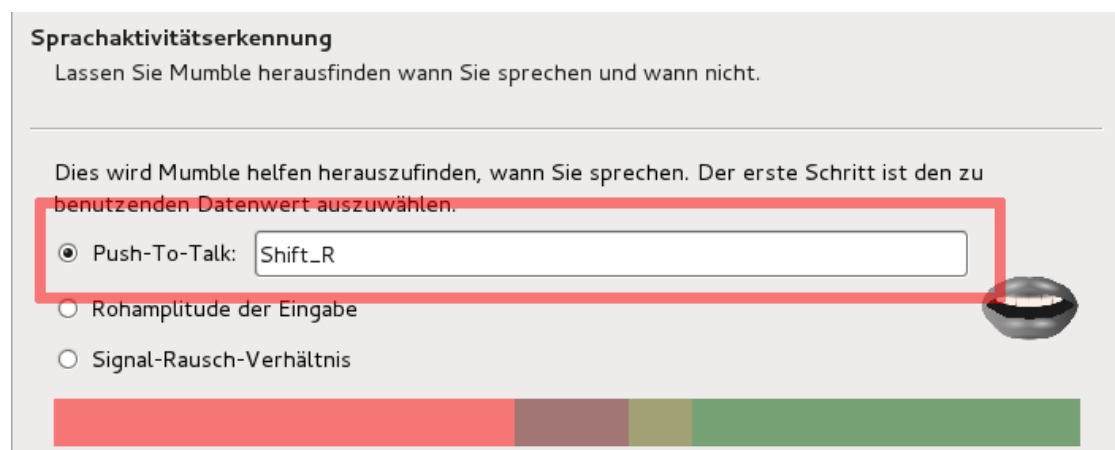 Sprachaktivitätserkennung
Lassen Sie Mumble herausfinden wann Sie sprechen und wann nicht.
Dies wird Mumble helfen herauszufinden, wann Sie sprechen. Der erste Schritt ist den zu
benutzenden Datenwert auszuwählen.
Push-To-Talk: Shift_R
Rohamplitude der Eingabe
Signal-Rausch-Verhältnis